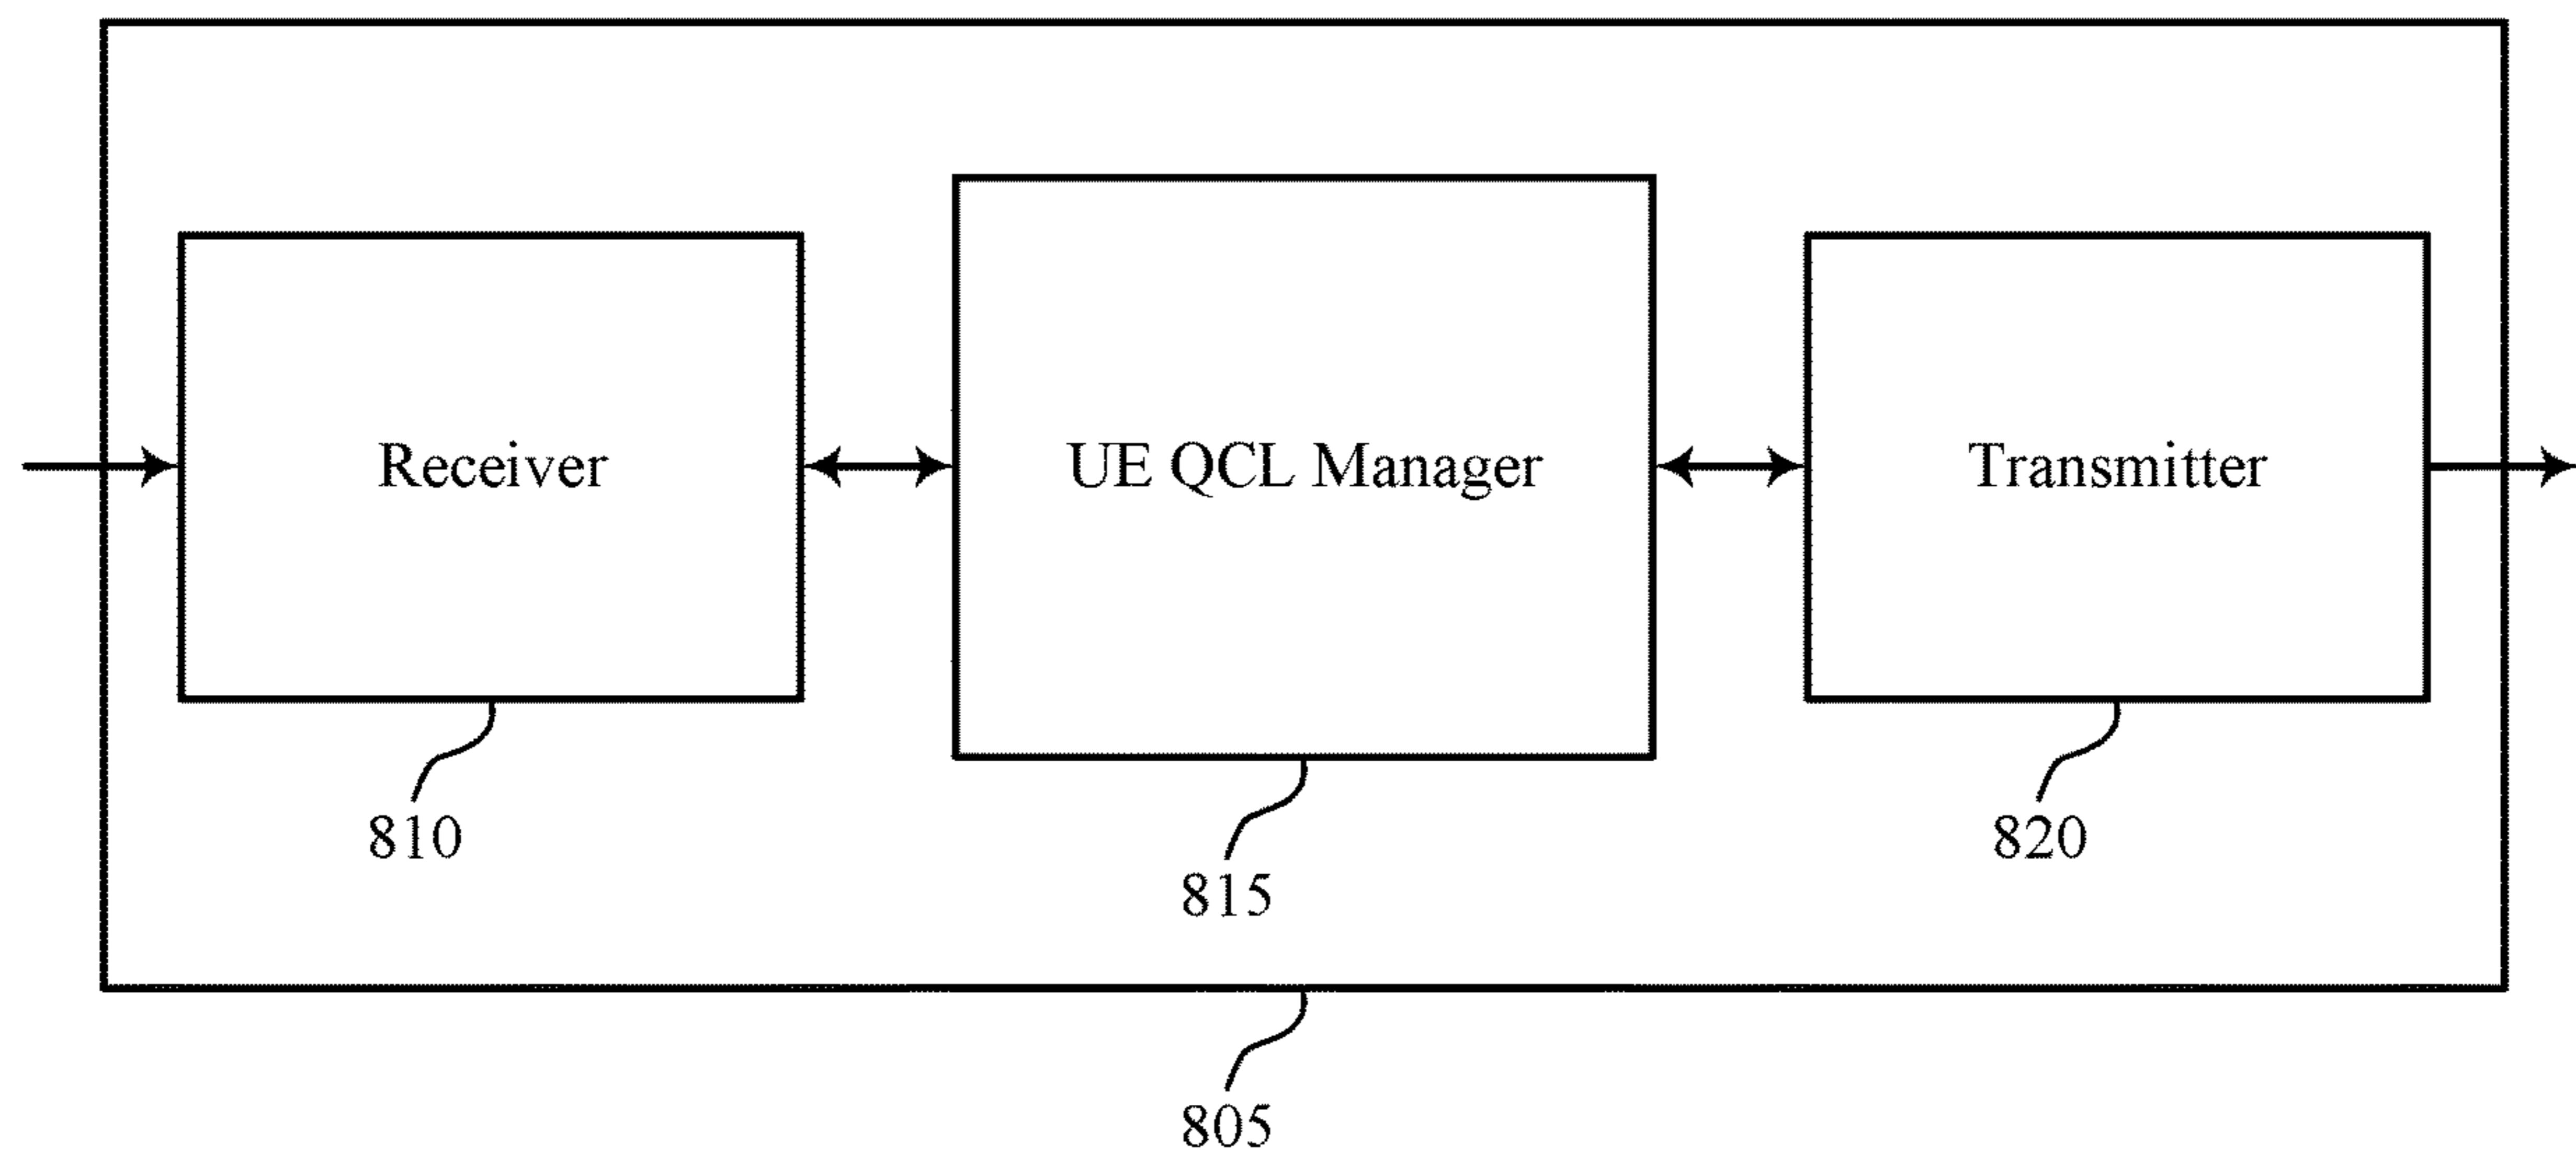 Receiver
UE QCL Manager
Transmitter
810
815
820
805